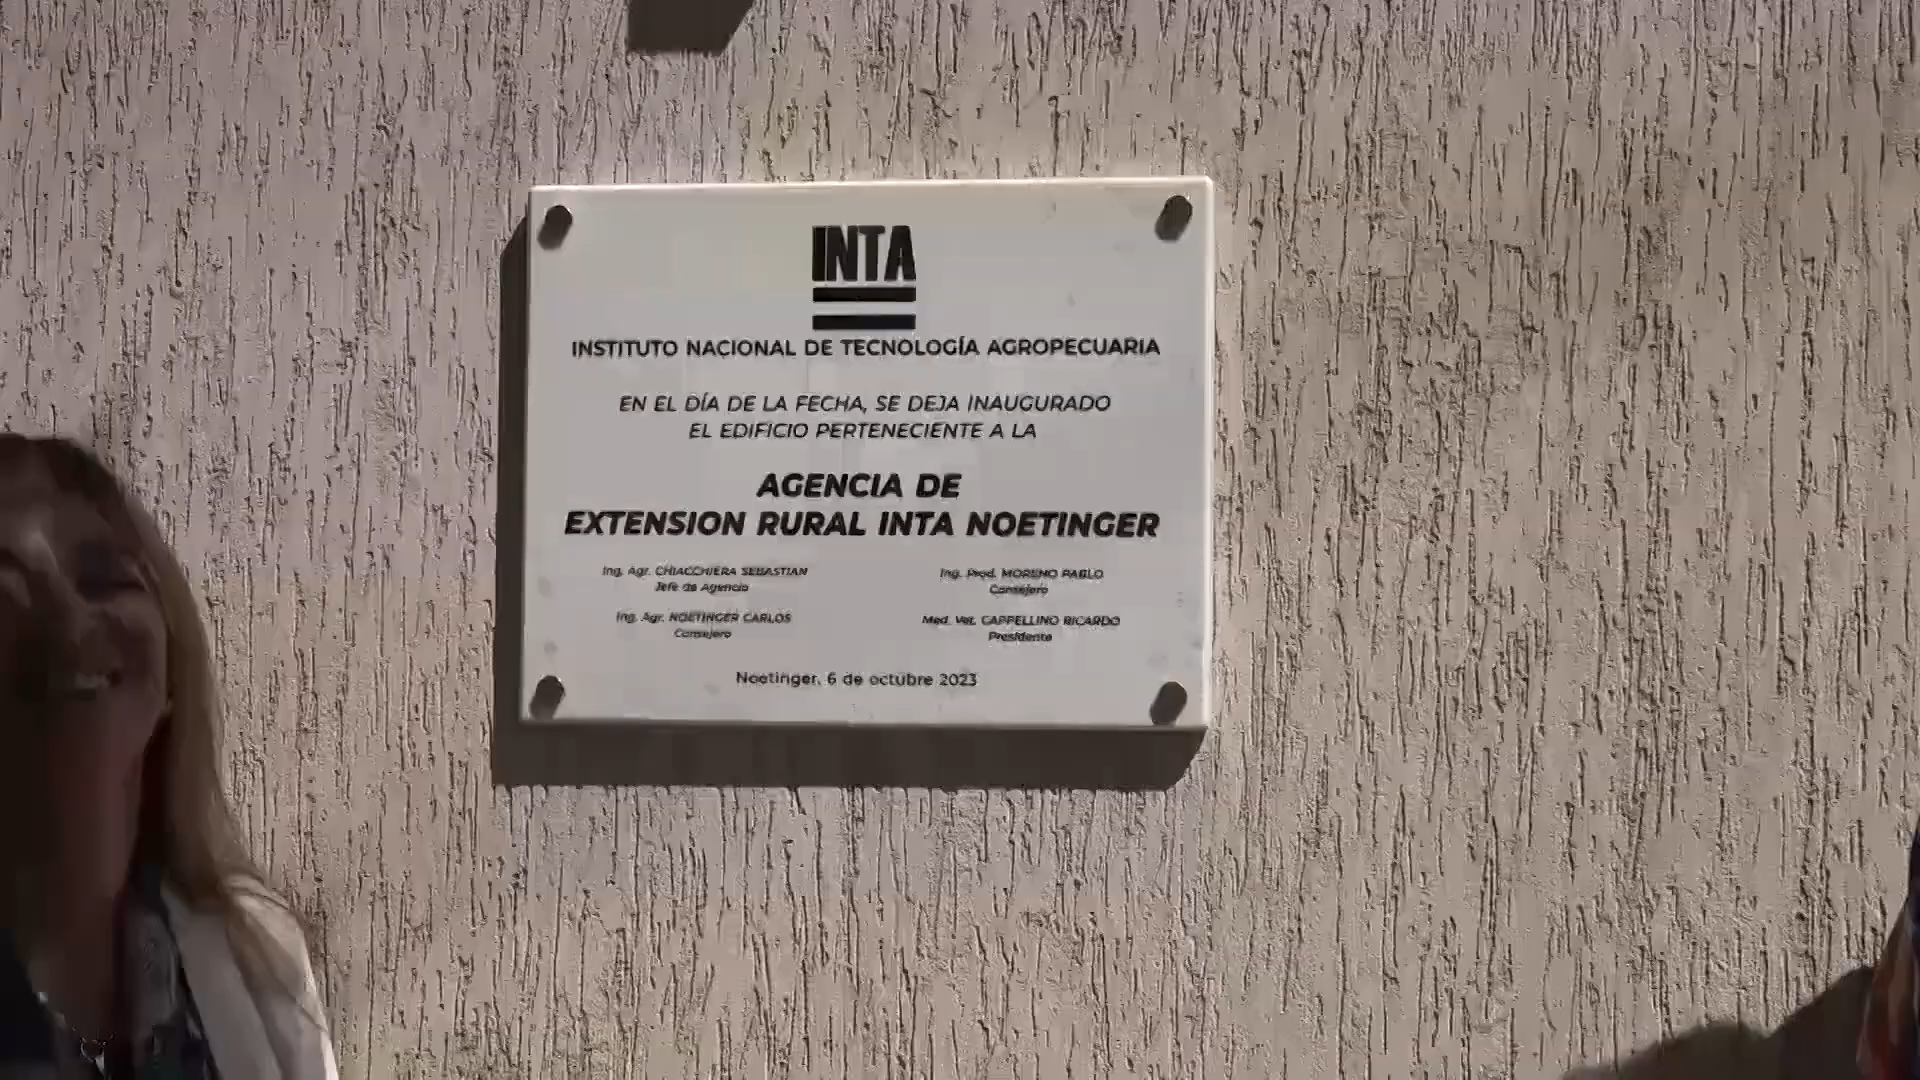 INTA
INSTITUTO NACIONAL DE TECNOLOGÍA AGROPECUARIA
EN EL DÍA DE LA FECHA, SE DEJA INAUGURADO
EL EDIFICIO PERTENECIENTE A LA
AGENCIA DE
EXTENSION RURAL INTA NOETINGER
Ing. Agr. CHIACCHIERA SEBASTIAN
Jefe de Agencia
Ing. Prod. MORENO PABLO
Consejero
Ing. Agr. NOETINGER CARLOS
Consejero
Med. Vet. CAPPELLINO RICARDO
Presidente
Noetinger, 6 de octubre 2023